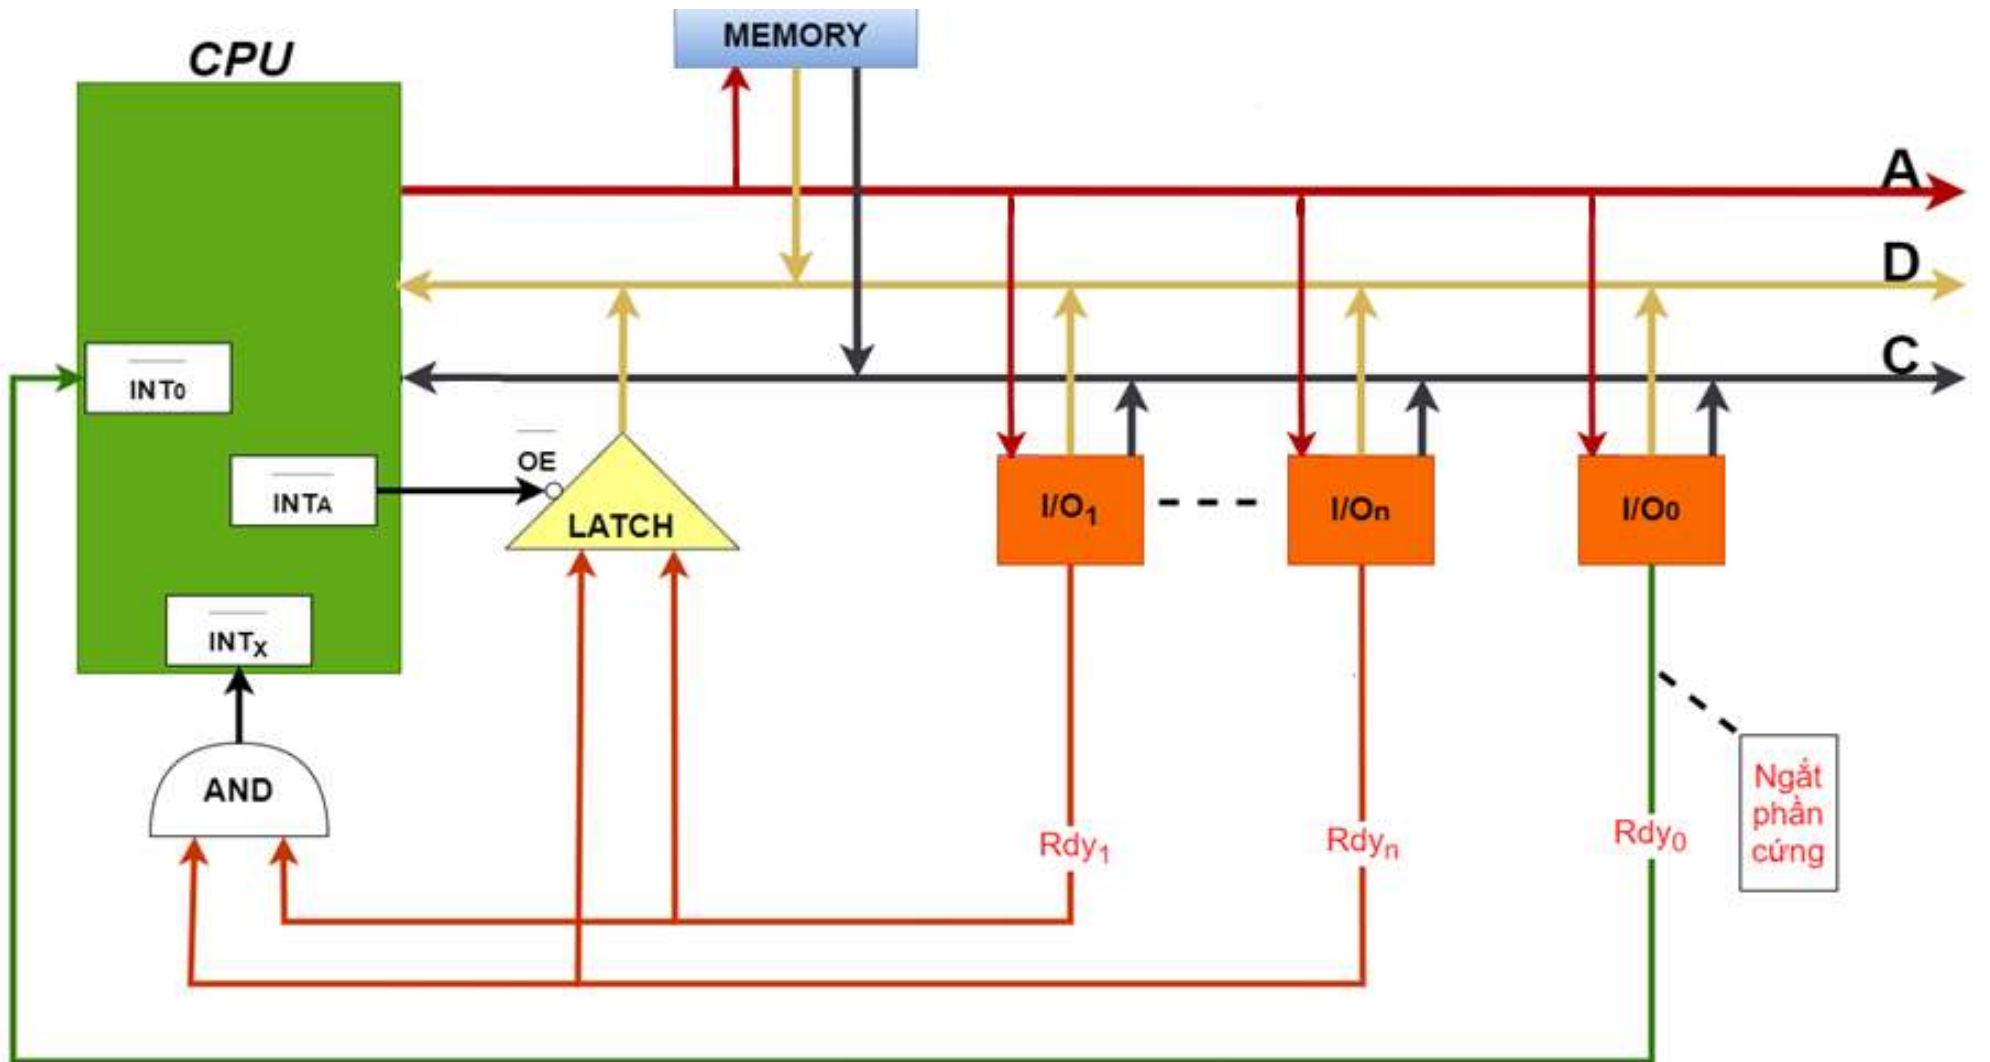 MEMORY
CPU
A
D
C
INT0
OE
INTA
LATCH
I/O1
I/On
I/O0
INTX
AND
Rdy1
Rdyn
Rdy0
Ngắt
phần
cứng